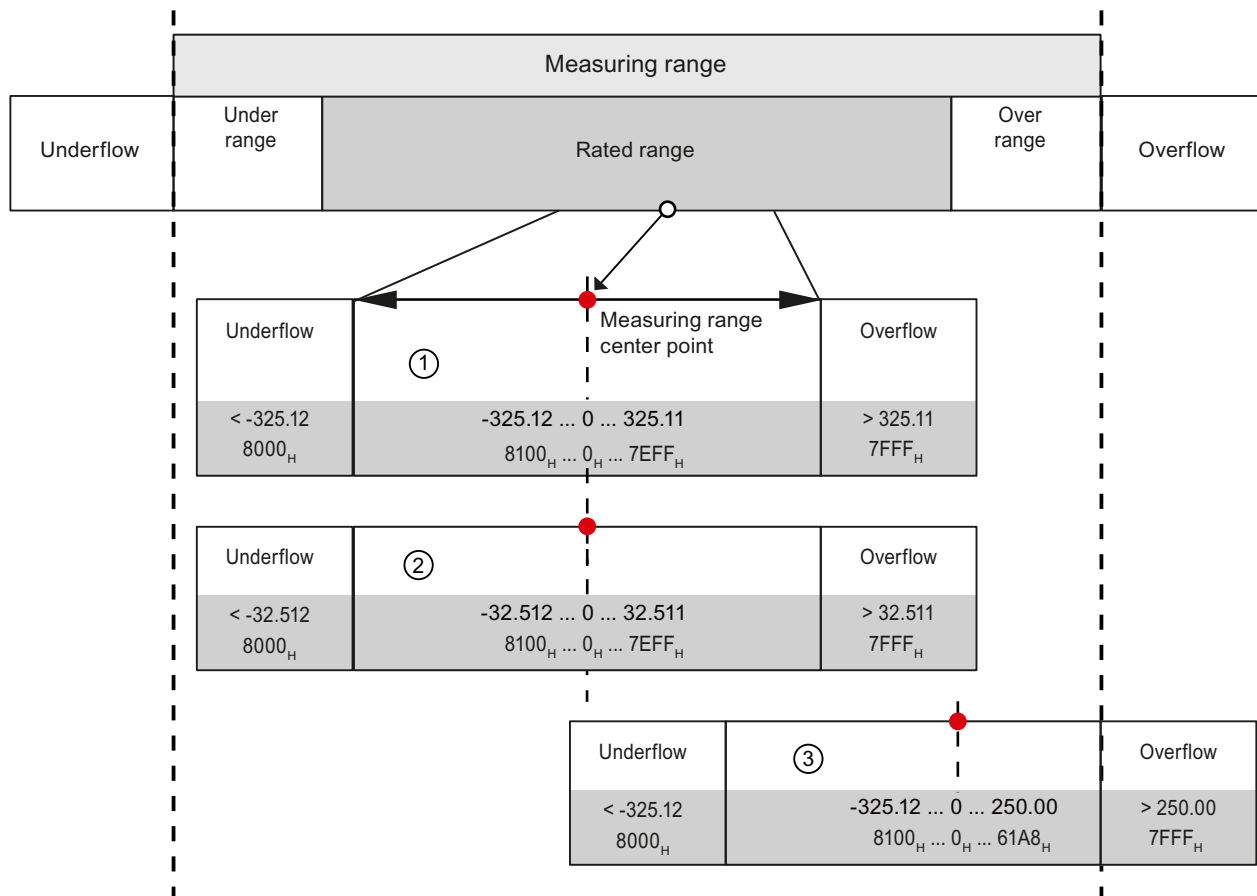 Measuring range
Underflow
Under
range
Rated range
Over
range
Overflow
Measuring range
center point
Underflow
①
Overflow
< -325.12
8000H
-325.12 ... 0 ... 325.11
8100H ... 0H ... 7EFFH
> 325.11
7FFFH
Underflow
②
Overflow
< -32.512
8000H
-32.512 ... 0 ... 32.511
8100H ... 0H ... 7EFFH
> 32.511
7FFFH
Underflow
③
Overflow
< -325.12
8000H
-325.12 ... 0 ... 250.00
8100H ... 0H ... 61A8H
> 250.00
7FFFH